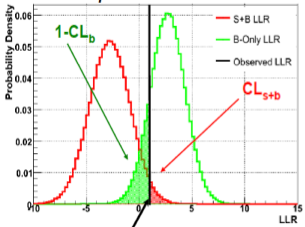 Probability Density
0.06
0.05
0.04
0.03
0.02
0.01
0
-10
-5
0
5
10
15
LLR
S+B LLR
B-Only LLR
Observed LLR
1-CLb
CLs+b